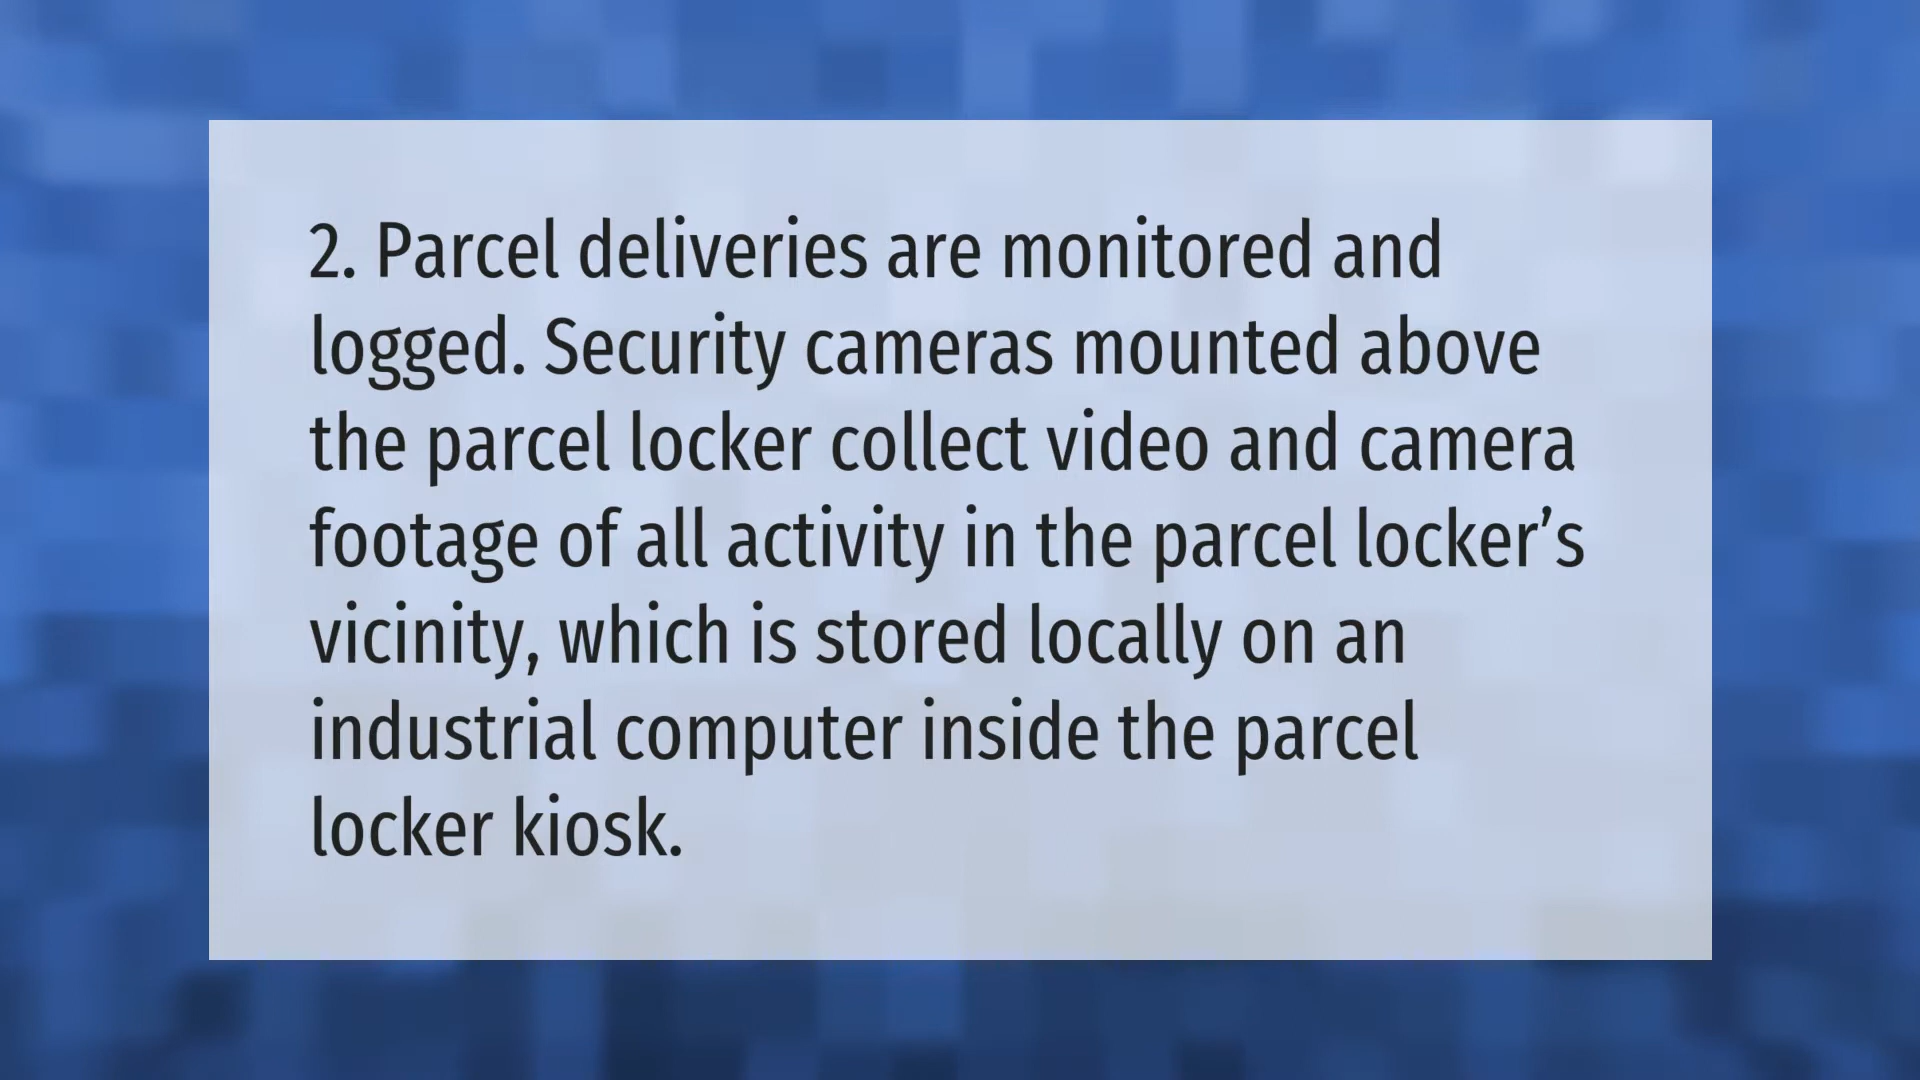 2. Parcel deliveries are monitored and
logged. Security cameras mounted above
the parcel locker collect video and camera
footage of all activity in the parcel locker’s
vicinity, which is stored locally on an
industrial computer inside the parcel
locker kiosk.